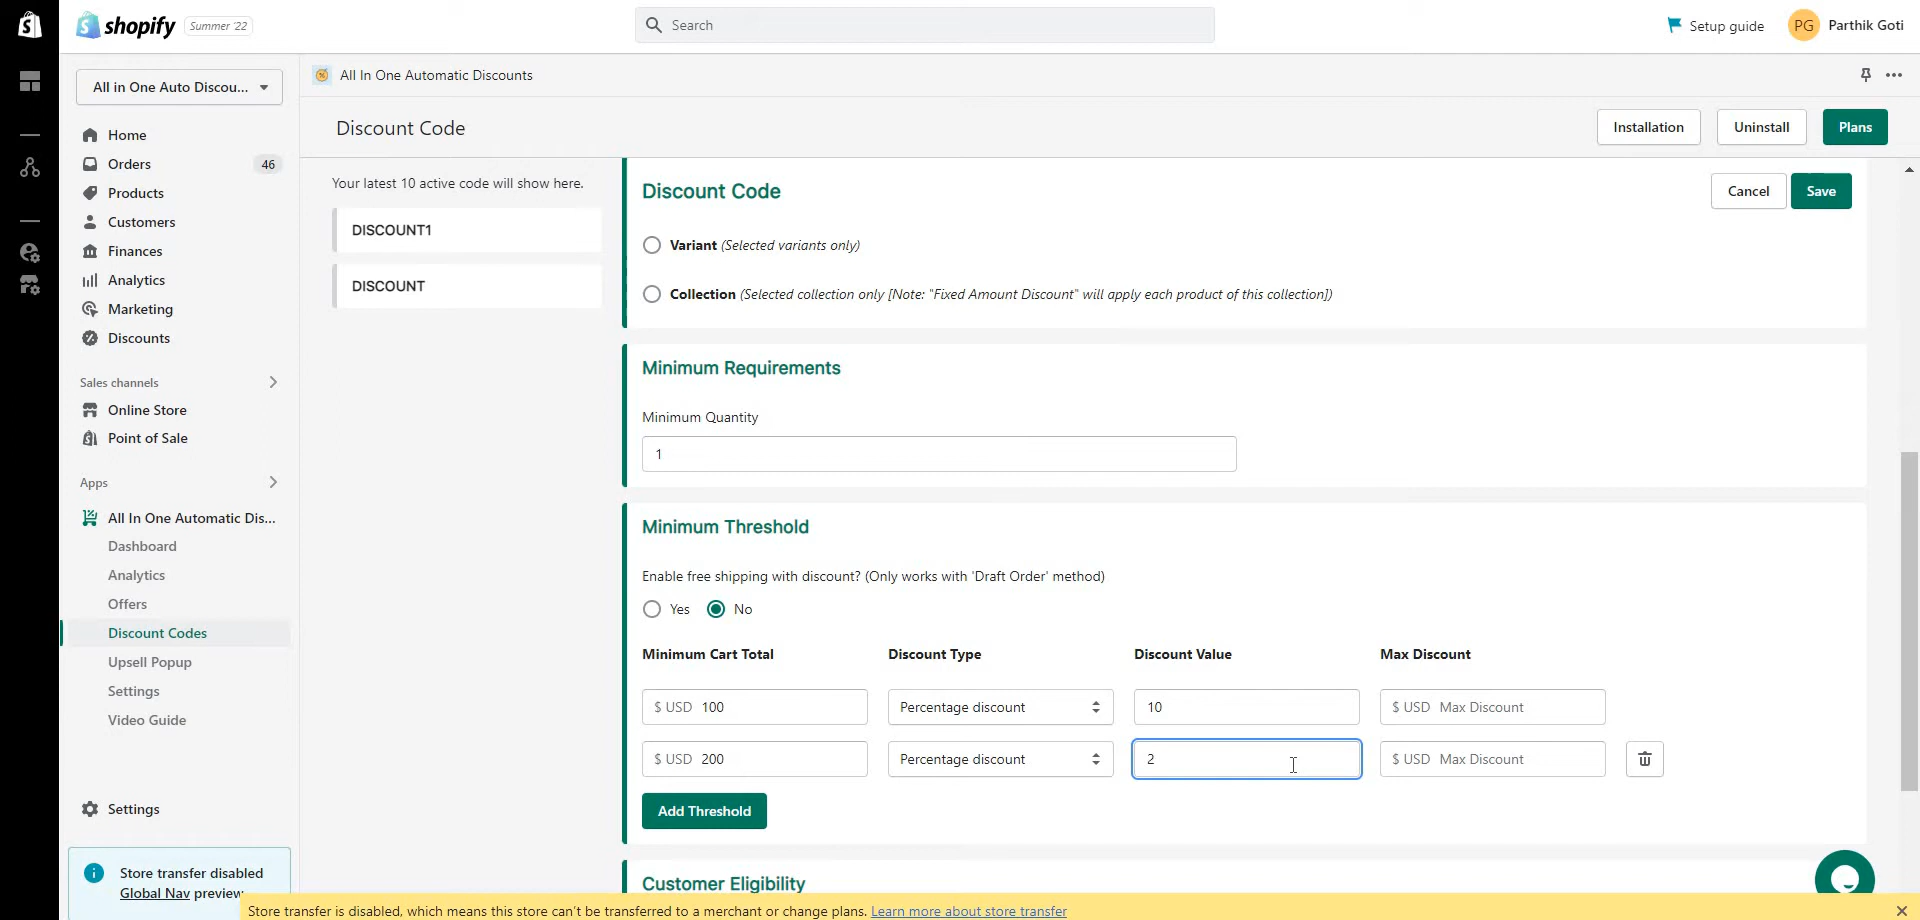 shopify Summer '22
Search
Setup guide PG Parthik Goti
All in One Auto Discou...
Home
Orders 46
Products
Customers
Finances
Analytics
Marketing
Discounts
Sales channels
Online Store
Point of Sale
Apps
All In One Automatic Dis...
Dashboard
Analytics
Offers
Discount Codes
Upsell Popup
Settings
Video Guide
Settings
Store transfer disabled
Global Nav preview
All In One Automatic Discounts
Discount Code
Installation Uninstall Plans
Your latest 10 active code will show here.
DISCOUNT1
DISCOUNT
Discount Code Cancel Save
Variant (Selected variants only)
Collection (Selected collection only [Note: "Fixed Amount Discount" will apply each product of this collection])
Minimum Requirements
Minimum Quantity
1
Minimum Threshold
Enable free shipping with discount? (Only works with 'Draft Order' method)
Yes No
Minimum Cart Total Discount Type Discount Value Max Discount
$ USD 100 Percentage discount 10 $ USD Max Discount
$ USD 200 Percentage discount 2 $ USD Max Discount
Add Threshold
Customer Eligibility
Store transfer is disabled, which means this store can't be transferred to a merchant or change plans. Learn more about store transfer